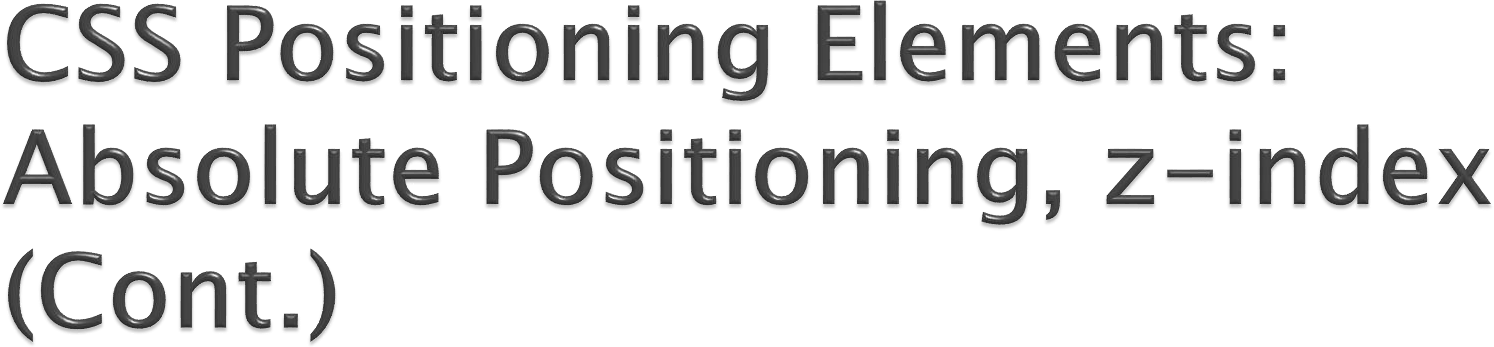 CSS Positioning Elements:
Absolute Positioning, z-index
(Cont.)